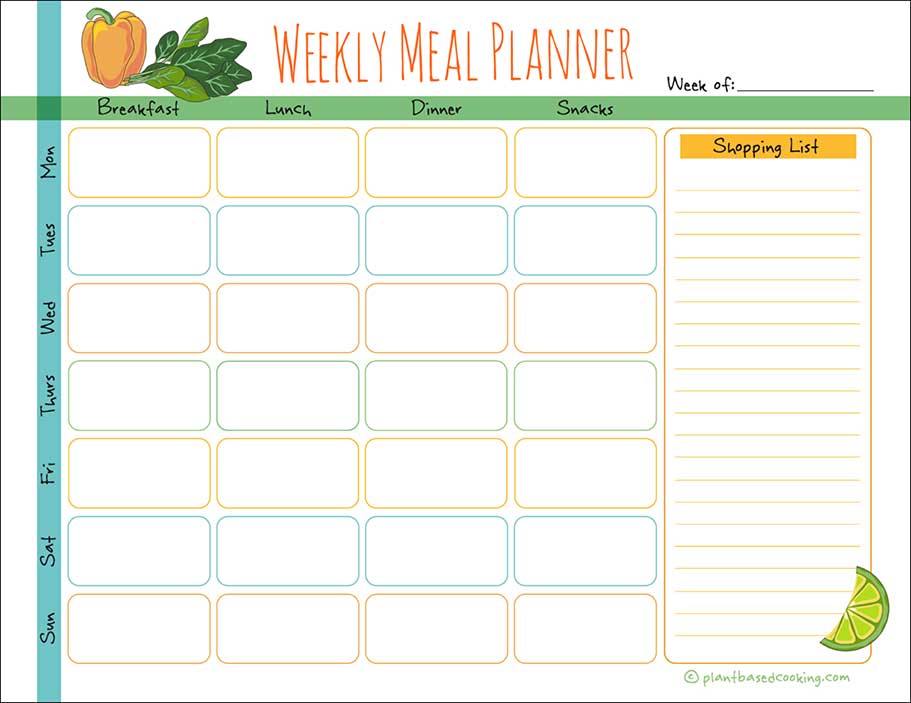 Weekly Meal Planner
Week of:
Breakfast Lunch Dinner Snacks
Shopping List
Mon
Tues
Wed
Thurs
Fri
Sat
Sun
© plantbasedcooking.com